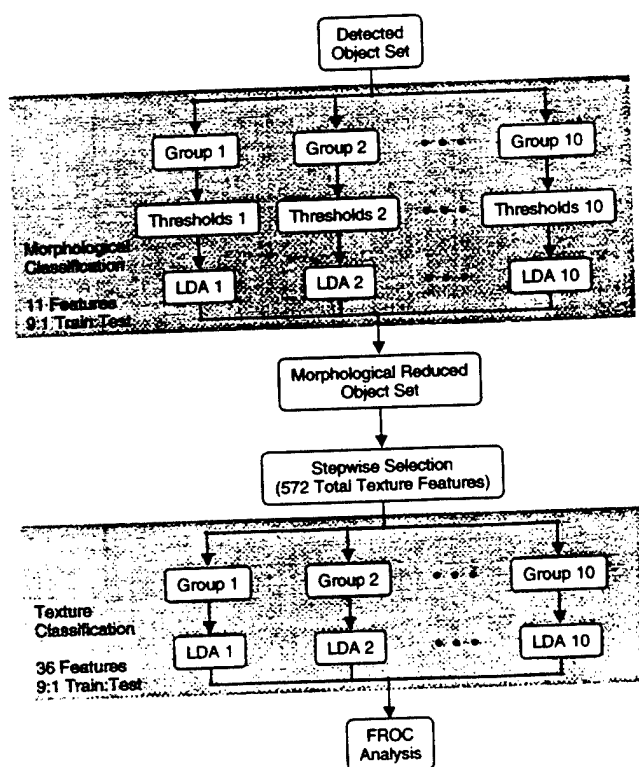 Detected
Object Set
Group 1
Group 2
Group 10
Thresholds 1
Thresholds 2
Thresholds 10
Morphological
Classification
LDA 1
LDA 2
LDA 10
11 Features
9:1 Train:Test
Morphological Reduced
Object Set
Stepwise Selection
(572 Total Texture Features)
Group 1
Group 2
Group 10
Texture
Classification
LDA 1
LDA 2
LDA 10
36 Features
9:1 Train:Test
FROC
Analysis